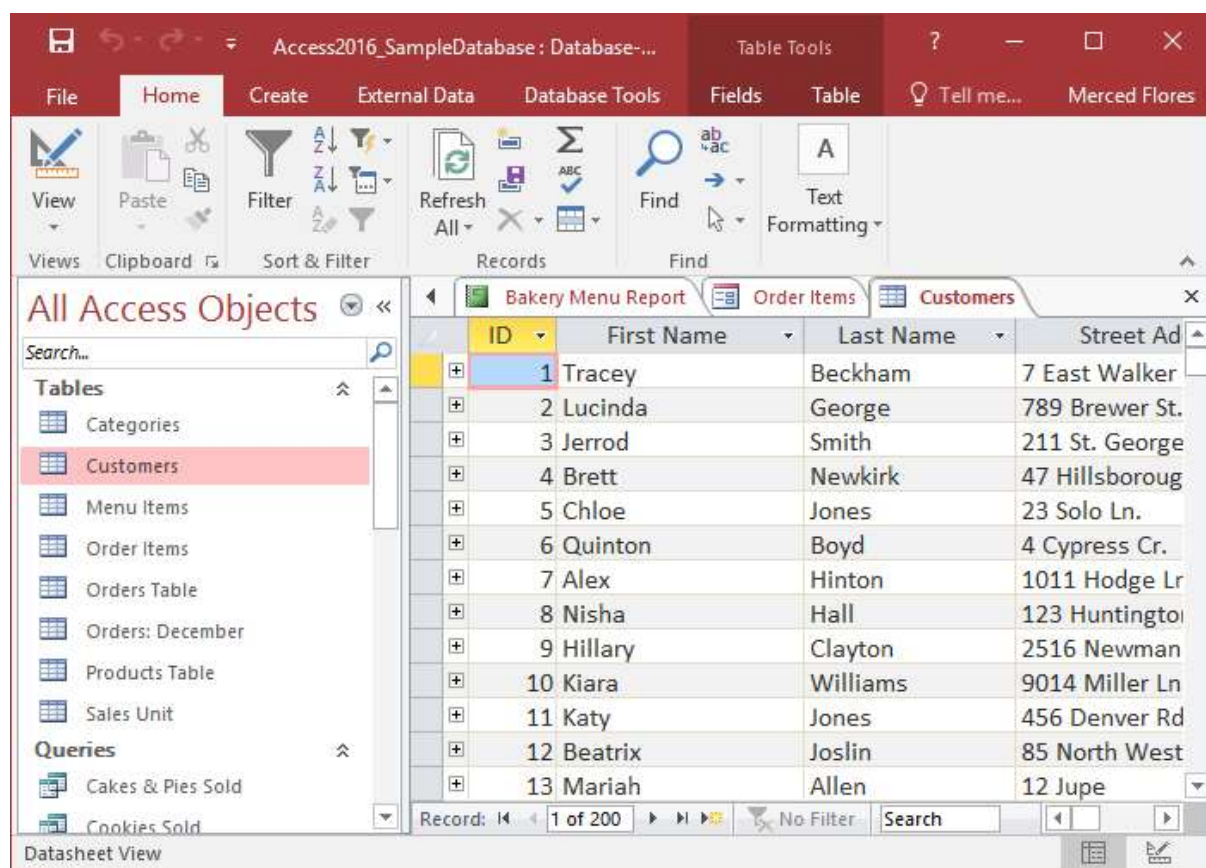 Access2016_SampleDatabase : Database-... Table Tools ?
File Home Create External Data Database Tools Fields Table Tell me... Merced Flores
View Paste Filter Refresh All Find Text Formatting
A Z Z A A Z ABC ab ac A
Views Clipboard Sort & Filter Records Find
All Access Objects
Search...
Tables
Categories
Customers
Menu Items
Order Items
Orders Table
Orders: December
Products Table
Sales Unit
Queries
Cakes & Pies Sold
Cookies Sold
Bakery Menu Report Order Items Customers
ID First Name Last Name Street Ad
1 Tracey Beckham 7 East Walker
2 Lucinda George 789 Brewer St.
3 Jerrod Smith 211 St. George
4 Brett Newkirk 47 Hillsboroug
5 Chloe Jones 23 Solo Ln.
6 Quinton Boyd 4 Cypress Cr.
7 Alex Hinton 1011 Hodge Lr
8 Nisha Hall 123 Huntingto
9 Hillary Clayton 2516 Newman
10 Kiara Williams 9014 Miller Ln
11 Katy Jones 456 Denver Rd
12 Beatrix Joslin 85 North West
13 Mariah Allen 12 Jupe
Record: 1 of 200 No Filter Search
Datasheet View